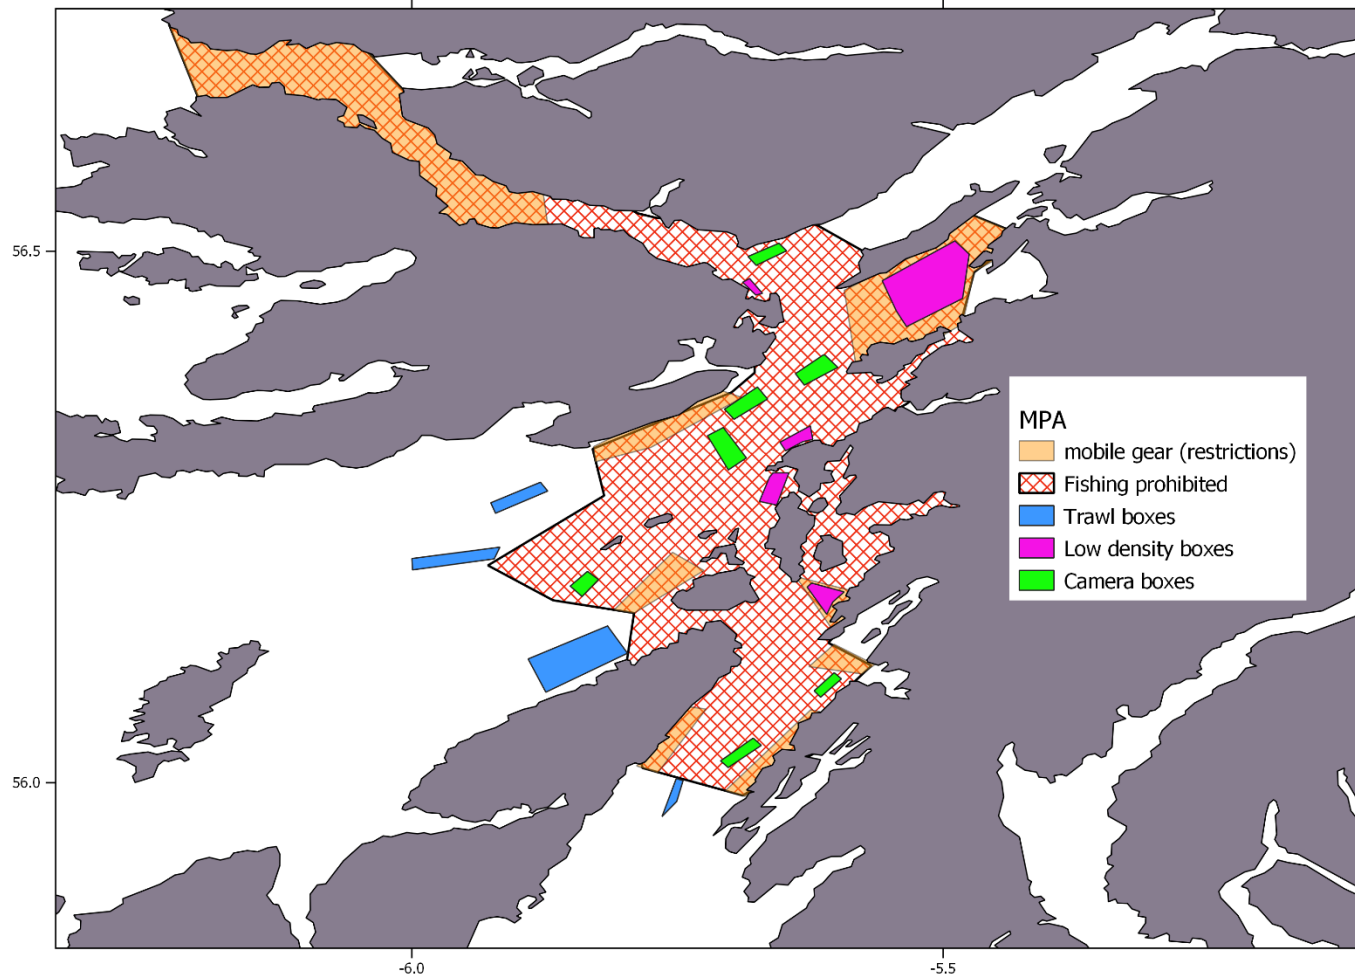 56.5
MPA
mobile gear (restrictions)
Fishing prohibited
Trawl boxes
Low density boxes
Camera boxes
56.0
-6.0
-5.5